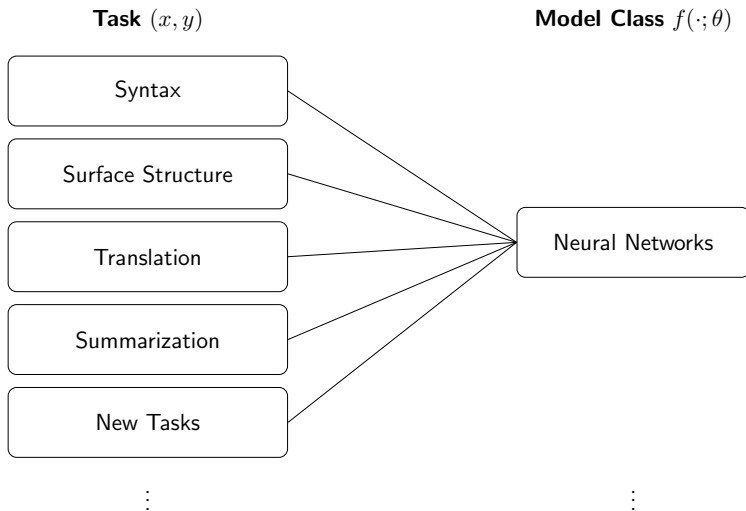 Task (x, y)
Model Class f(·; θ)
Syntax
Surface Structure
Translation
Summarization
New Tasks
Neural Networks
⋮
⋮